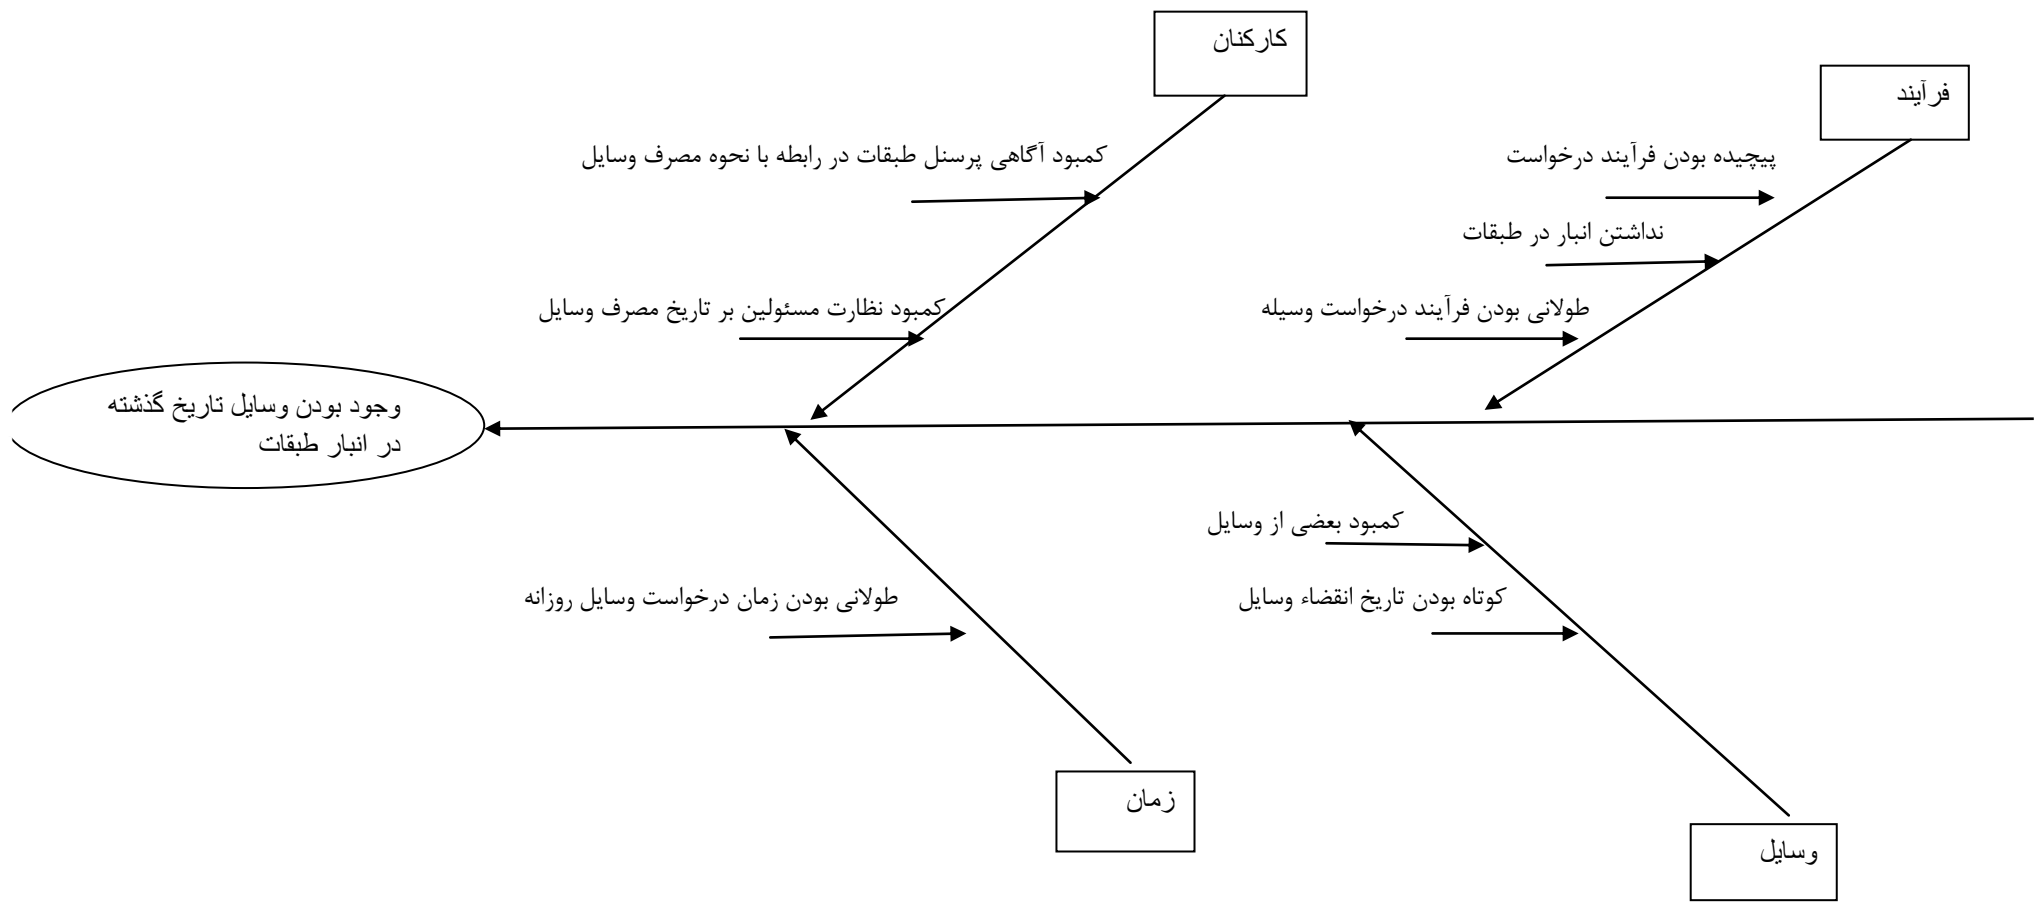 کارکنان
فرآیند
کمبود آگاهی پرسنل طبقات در رابطه با نحوه مصرف وسایل
پیچیده بودن فرآیند درخواست
نداشتن انبار در طبقات
کمبود نظارت مسئولین بر تاریخ مصرف وسایل
طولانی بودن فرآیند درخواست وسیله
وجود بودن وسایل تاریخ گذشته
در انبار طبقات
کمبود بعضی از وسایل
طولانی بودن زمان درخواست وسایل روزانه
کوتاه بودن تاریخ انقضاء وسایل
زمان
وسایل